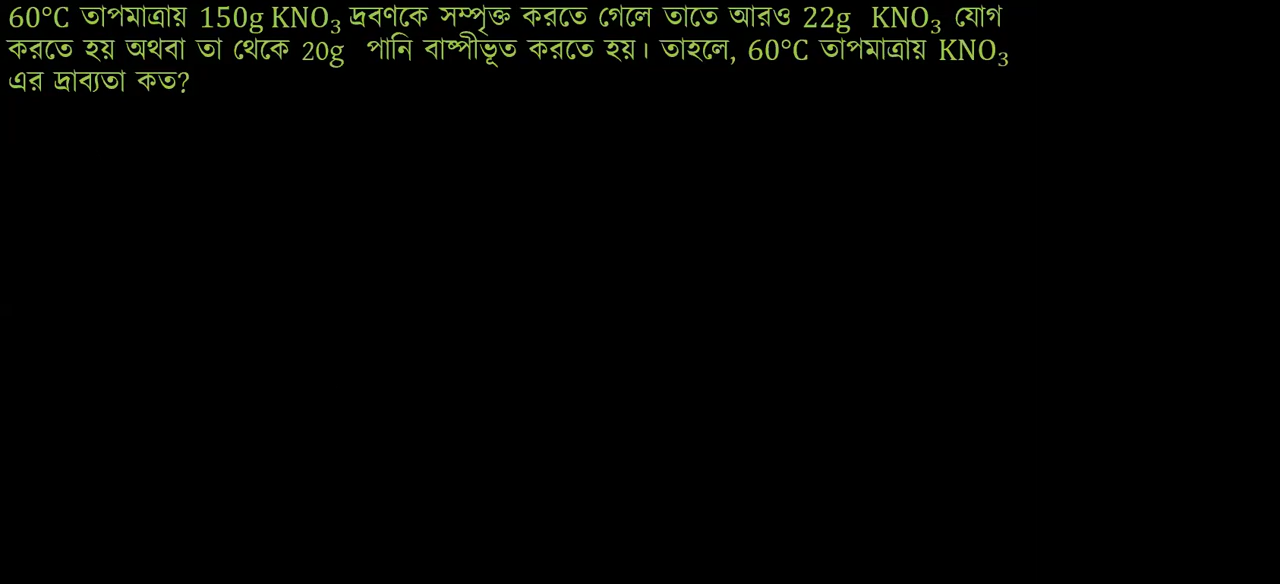 60°C তাপমাত্রায় 150g KNO₃ দ্রবণকে সম্পৃক্ত করতে গেলে তাতে আরও 22g KNO₃ যোগ
করতে হয় অথবা তা থেকে 20g পানি বাষ্পীভূত করতে হয়। তাহলে, 60°C তাপমাত্রায় KNO₃
এর দ্রাব্যতা কত?